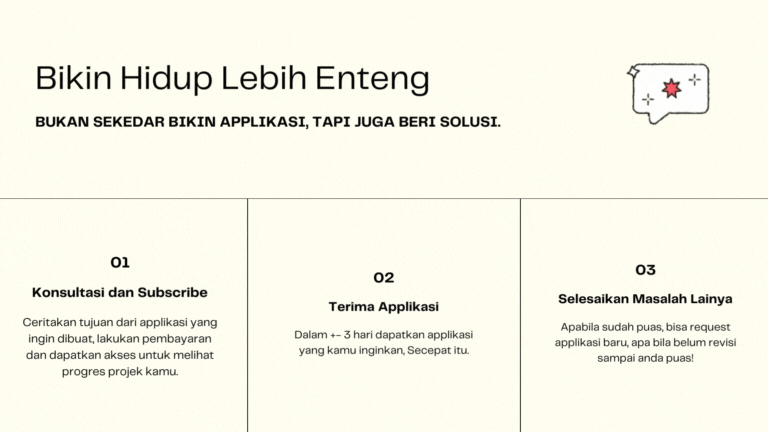 Bikin Hidup Lebih Enteng
BUKAN SEKEDAR BIKIN APPLIKASI, TAPI JUGA BERI SOLUSI.
01
Konsultasi dan Subscribe
Ceritakan tujuan dari applikasi yang
ingin dibuat, lakukan pembayaran
dan dapatkan akses untuk melihat
progres projek kamu.
02
Terima Applikasi
Dalam +- 3 hari dapatkan applikasi
yang kamu inginkan, Secepat itu.
03
Selesaikan Masalah Lainya
Apabila sudah puas, bisa request
applikasi baru, apa bila belum revisi
sampai anda puas!